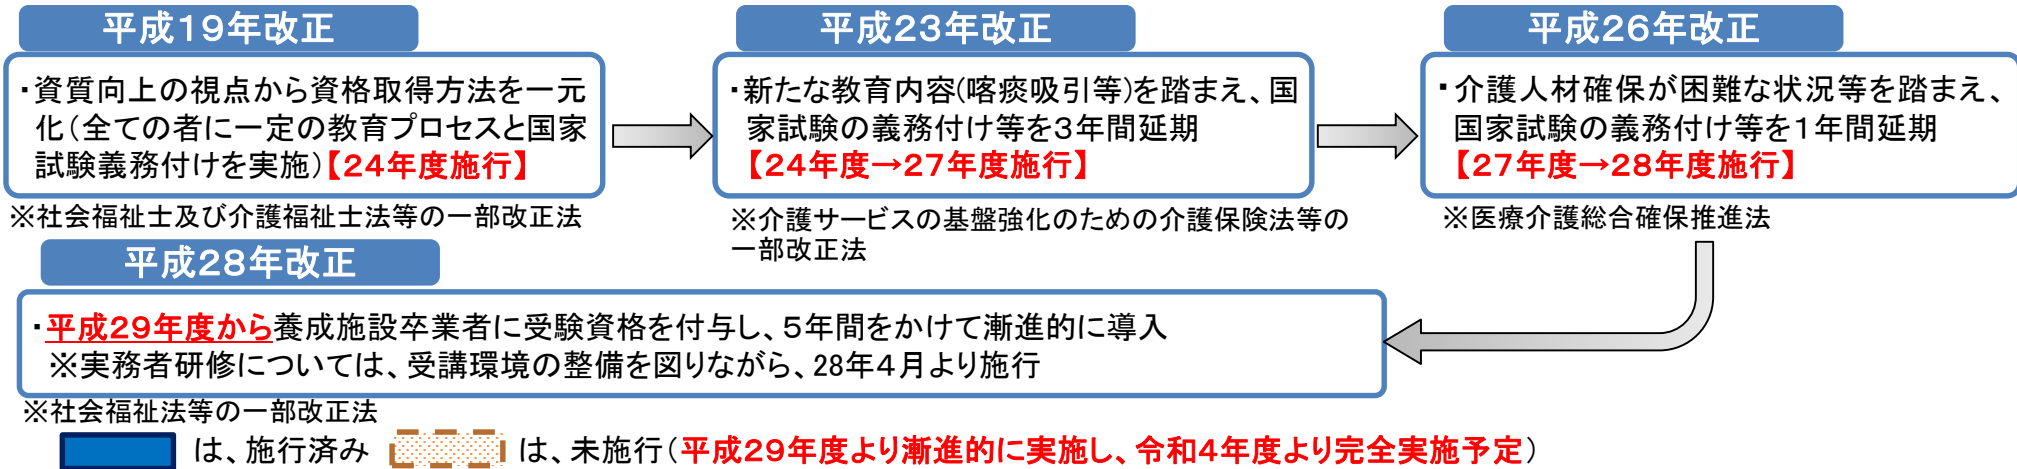 平成19年改正
・資質向上の視点から資格取得方法を一元
化(全ての者に一定の教育プロセスと国家
試験義務付けを実施)【24年度施行】
※社会福祉士及び介護福祉士法等の一部改正法
平成23年改正
・新たな教育内容(喀痰吸引等)を踏まえ、国
家試験の義務付け等を3年間延期
【24年度→27年度施行】
※介護サービスの基盤強化のための介護保険法等の
一部改正法
平成26年改正
・介護人材確保が困難な状況等を踏まえ、
国家試験の義務付け等を1年間延期
【27年度→28年度施行】
※医療介護総合確保推進法
平成28年改正
・平成29年度から養成施設卒業者に受験資格を付与し、5年間をかけて漸進的に導入
※実務者研修については、受講環境の整備を図りながら、28年4月より施行
※社会福祉法等の一部改正法
は、施行済み は、未施行(平成29年度より漸進的に実施し、令和4年度より完全実施予定)